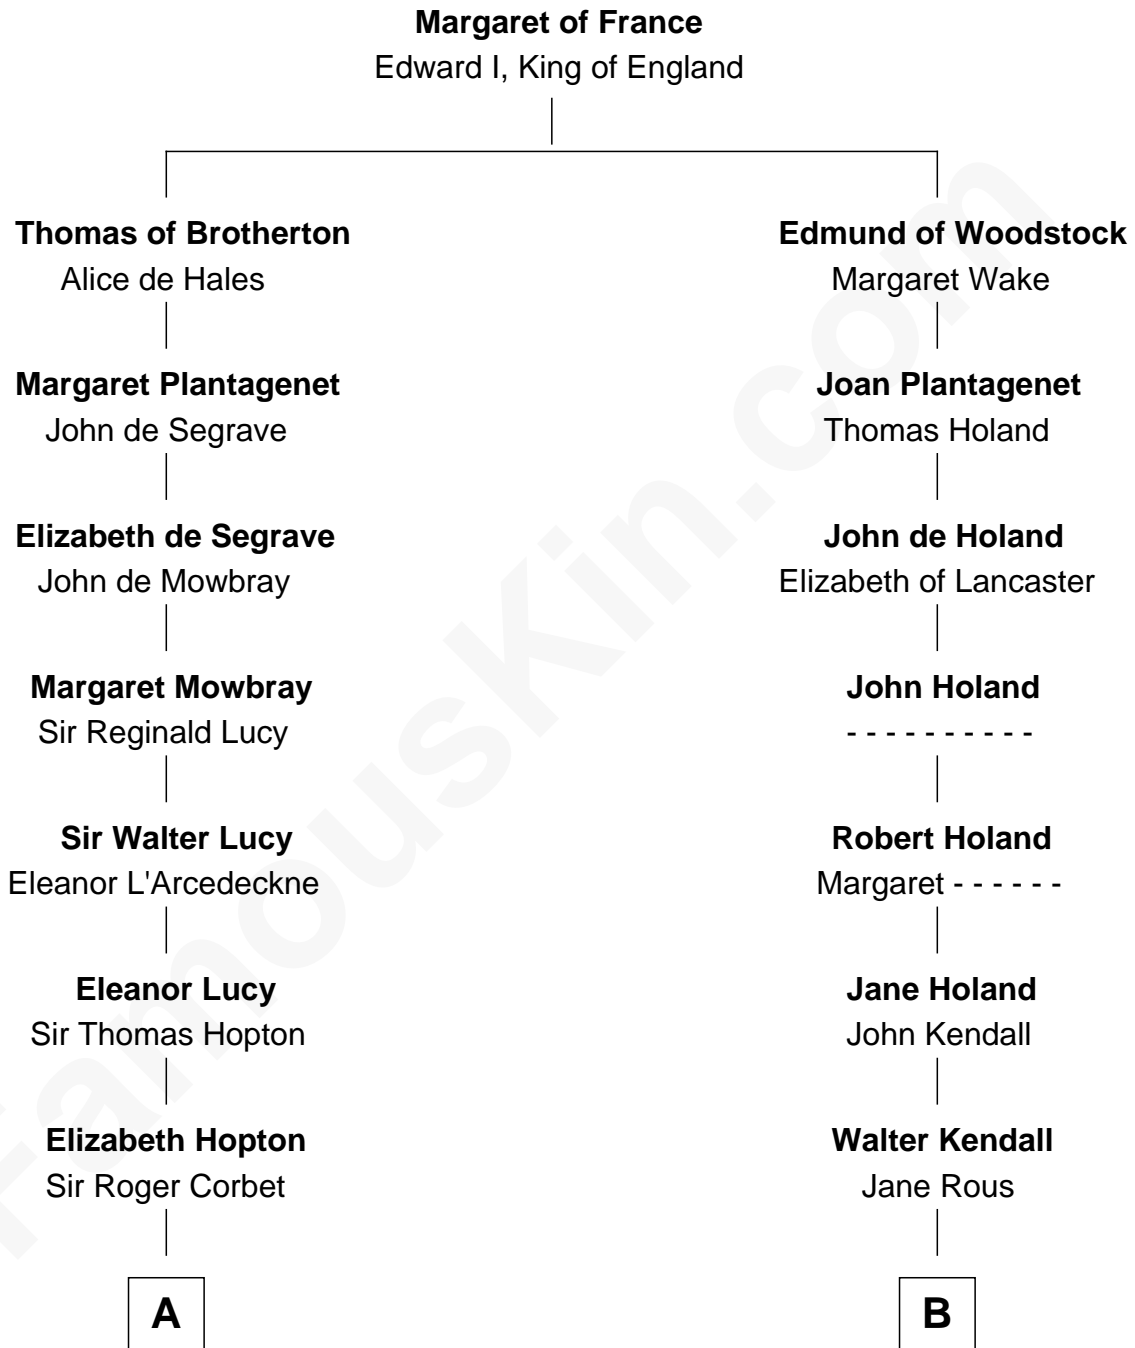 Margaret of France
Edward I, King of England
Thomas of Brotherton
Alice de Hales
Edmund of Woodstock
Margaret Wake
Margaret Plantagenet
John de Segrave
Joan Plantagenet
Thomas Holand
Elizabeth de Segrave
John de Mowbray
John de Holand
Elizabeth of Lancaster
Margaret Mowbray
Sir Reginald Lucy
John Holand
- - - - - - - - - -
Sir Walter Lucy
Eleanor L'Arcedeckne
Robert Holand
Margaret - - - - - -
Eleanor Lucy
Sir Thomas Hopton
Jane Holand
John Kendall
Elizabeth Hopton
Sir Roger Corbet
Walter Kendall
Jane Rous
A
B
FamousKin.com